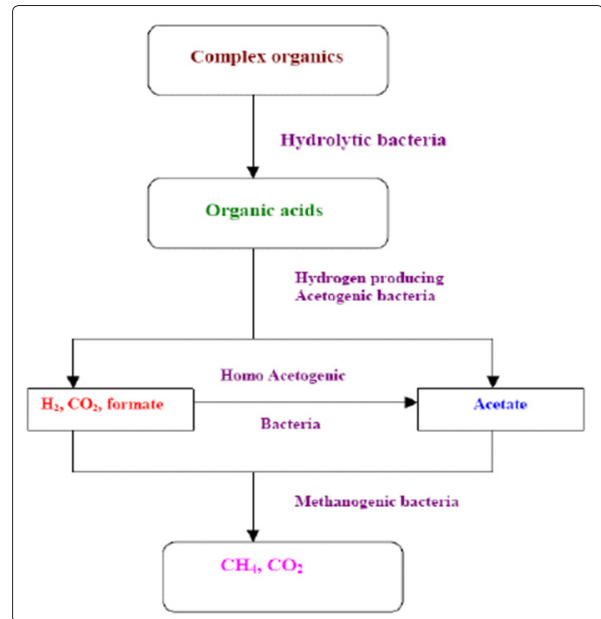 Complex organics
Hydrolytic bacteria
Organic acids
Hydrogen producing
Acetogenic bacteria
Homo Acetogenic
H₂, CO₂, formate
Acetate
Bacteria
Methanogenic bacteria
CH₄, CO₂